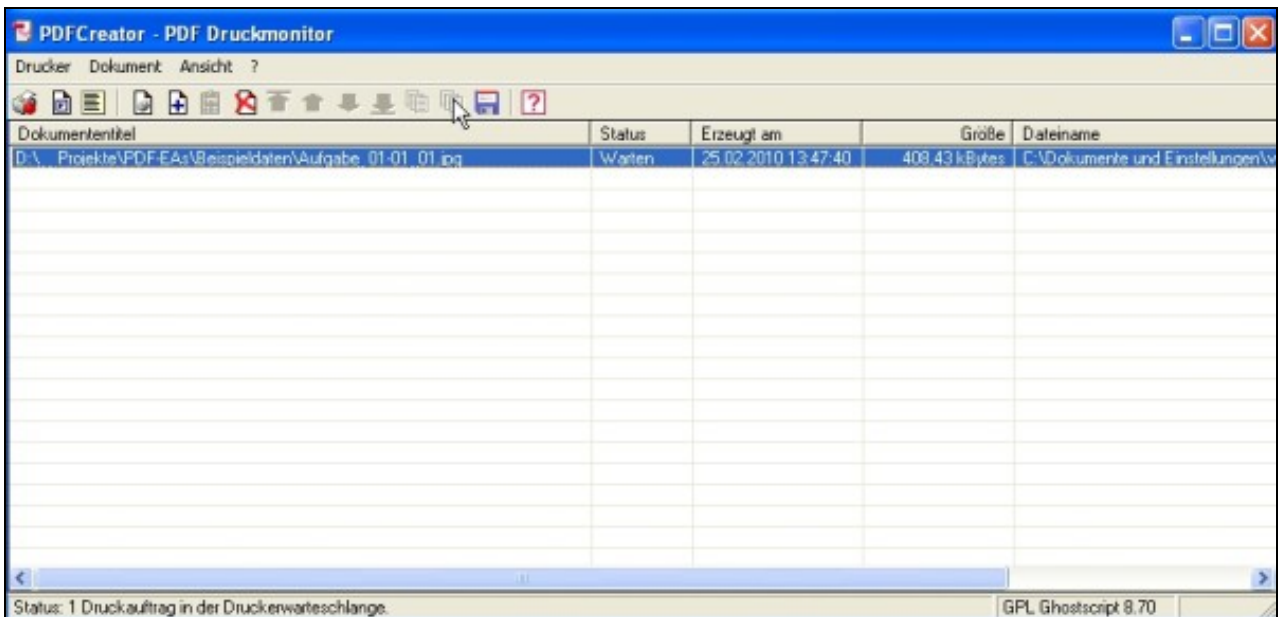 PDFCreator - PDF Druckmonitor
Drucker Dokument Ansicht ?
Dokumententitel Status Erzeugt am Größe Dateiname
D:\... Projekte\PDF-EAs\Beispieldaten\Aufgabe_01-01_01.jpg Warten 25.02.2010 13:47:40 408,43 kBytes C:\Dokumente und Einstellungen\v
Status: 1 Druckauftrag in der Druckerwarteschlange. GPL Ghostscript 8.70